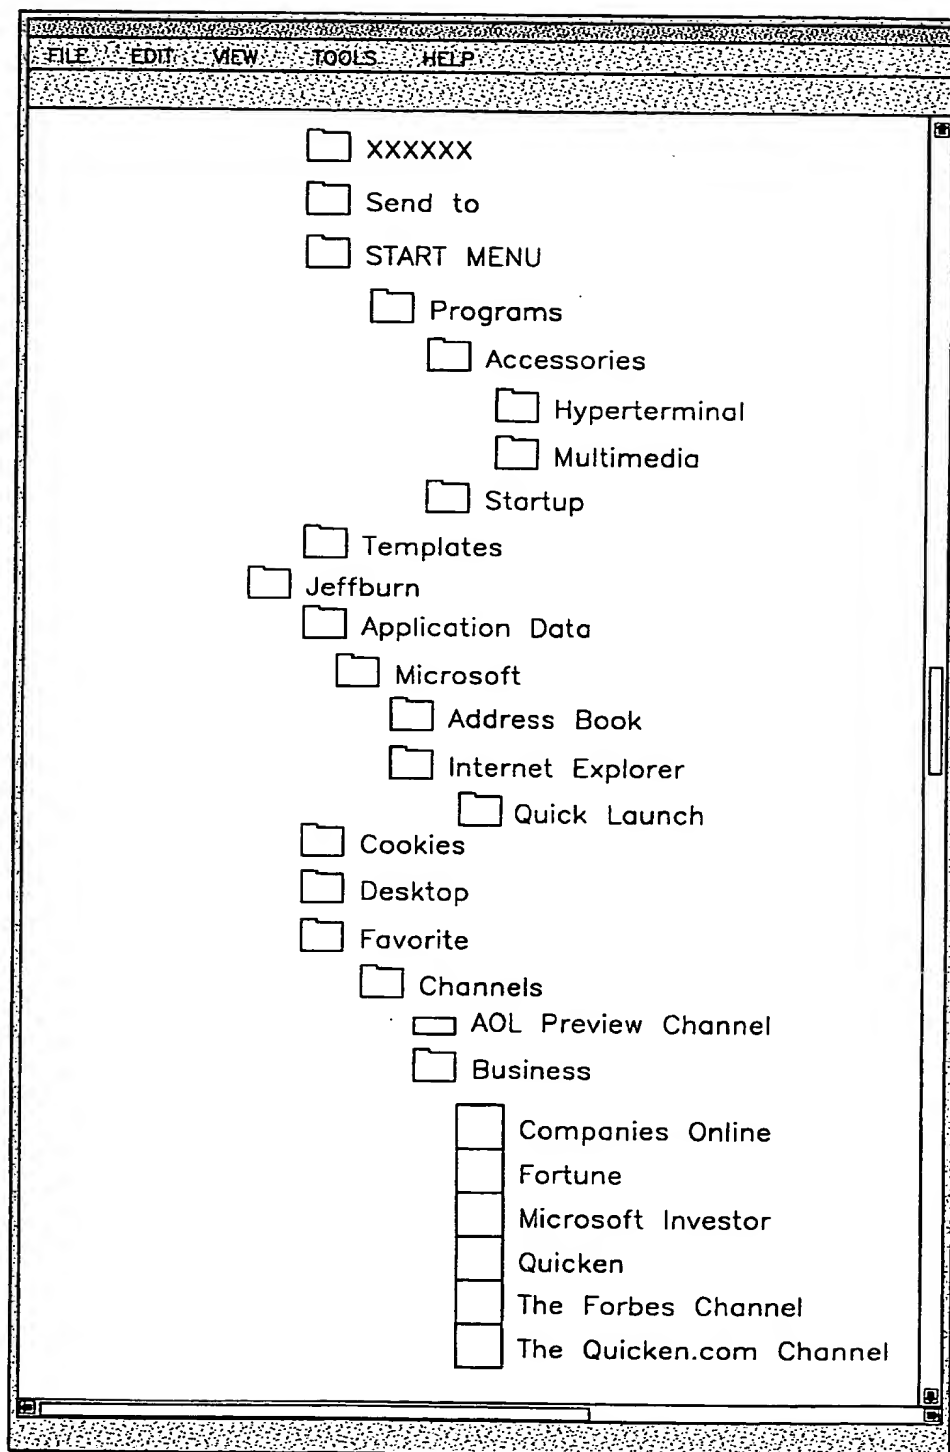 FILE EDIT VIEW TOOLS HELP
XXXXXX
Send to
START MENU
Programs
Accessories
Hyperterminal
Multimedia
Startup
Templates
Jeffburn
Application Data
Microsoft
Address Book
Internet Explorer
Quick Launch
Cookies
Desktop
Favorite
Channels
AOL Preview Channel
Business
Companies Online
Fortune
Microsoft Investor
Quicken
The Forbes Channel
The Quicken.com Channel